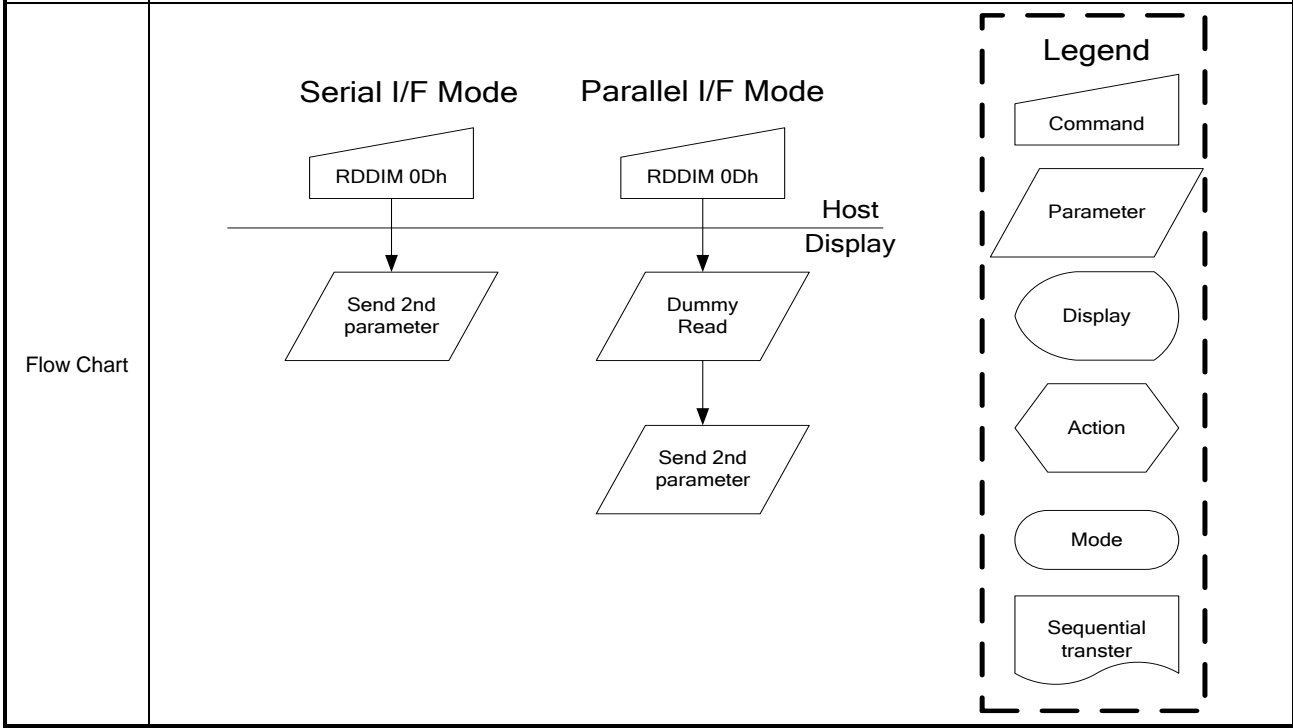 Flow Chart
Serial I/F Mode
Parallel I/F Mode
RDDIM 0Dh
RDDIM 0Dh
Host
Display
Send 2nd
parameter
Dummy
Read
Send 2nd
parameter
Legend
Command
Parameter
Display
Action
Mode
Sequential
transter